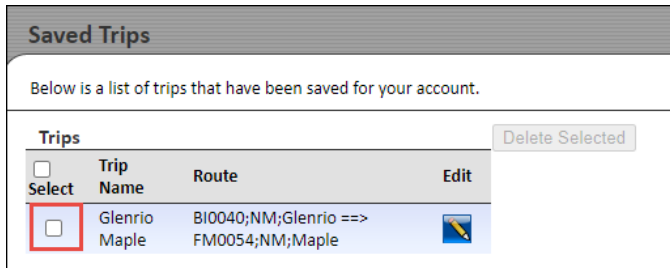 Saved Trips
Below is a list of trips that have been saved for your account.
Trips
Delete Selected
Select
Trip Name
Route
Edit
Glenrio Maple
BI0040;NM;Glenrio ==>
FM0054;NM;Maple